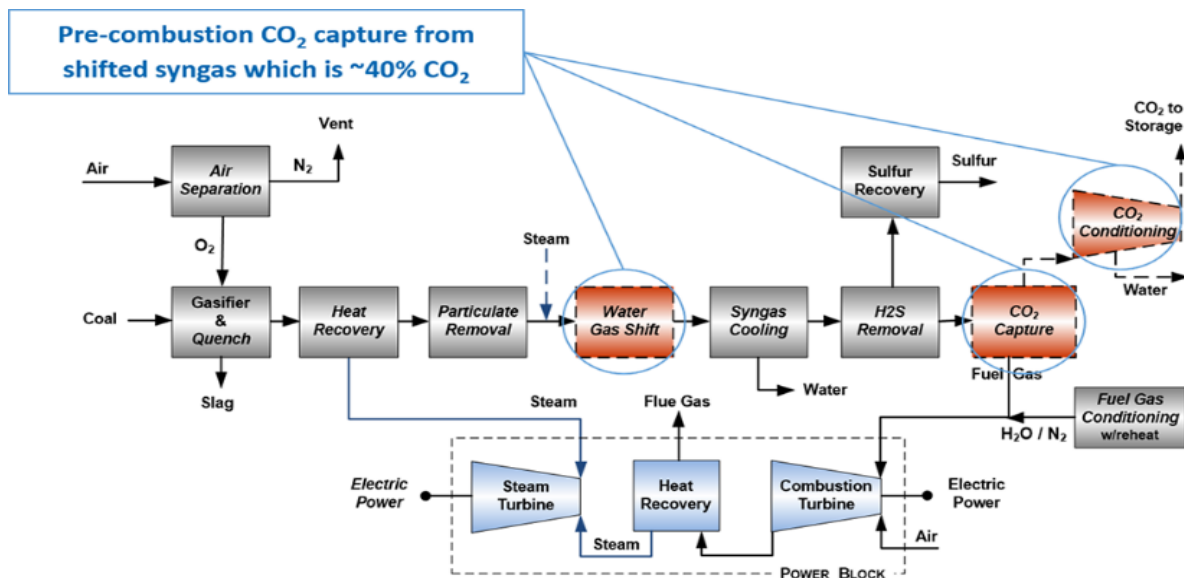 Pre-combustion CO₂ capture from
shifted syngas which is ~40% CO₂
CO₂ to
Storage
Vent
Air
Air
Separation
N₂
Sulfur
Recovery
Sulfur
CO₂
Conditioning
O₂
Steam
Water
Coal
Gasifier
&
Quench
Heat
Recovery
Particulate
Removal
Water
Gas Shift
Syngas
Cooling
H2S
Removal
CO₂
Capture
Slag
Water
Fuel Gas
Steam
Flue Gas
H₂O / N₂
Fuel Gas
Conditioning
w/reheat
Electric
Power
Steam
Turbine
Heat
Recovery
Combustion
Turbine
Electric
Power
Steam
Air
POWER BLOCK